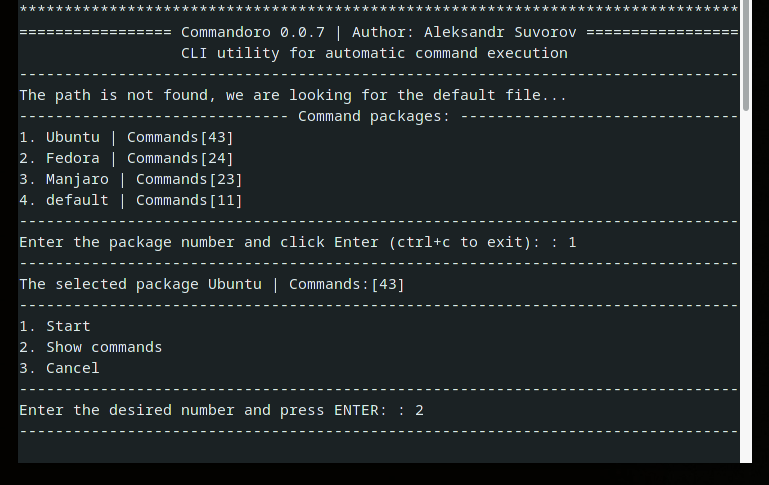 ********************************************************************************
================= Commandoro 0.0.7 | Author: Aleksandr Suvorov =================
CLI utility for automatic command execution
--------------------------------------------------------------------------------
The path is not found, we are looking for the default file...
------------------------------ Command packages: -------------------------------
1. Ubuntu | Commands[43]
2. Fedora | Commands[24]
3. Manjaro | Commands[23]
4. default | Commands[11]
--------------------------------------------------------------------------------
Enter the package number and click Enter (ctrl+c to exit): : 1
--------------------------------------------------------------------------------
The selected package Ubuntu | Commands:[43]
--------------------------------------------------------------------------------
1. Start
2. Show commands
3. Cancel
--------------------------------------------------------------------------------
Enter the desired number and press ENTER: : 2
--------------------------------------------------------------------------------